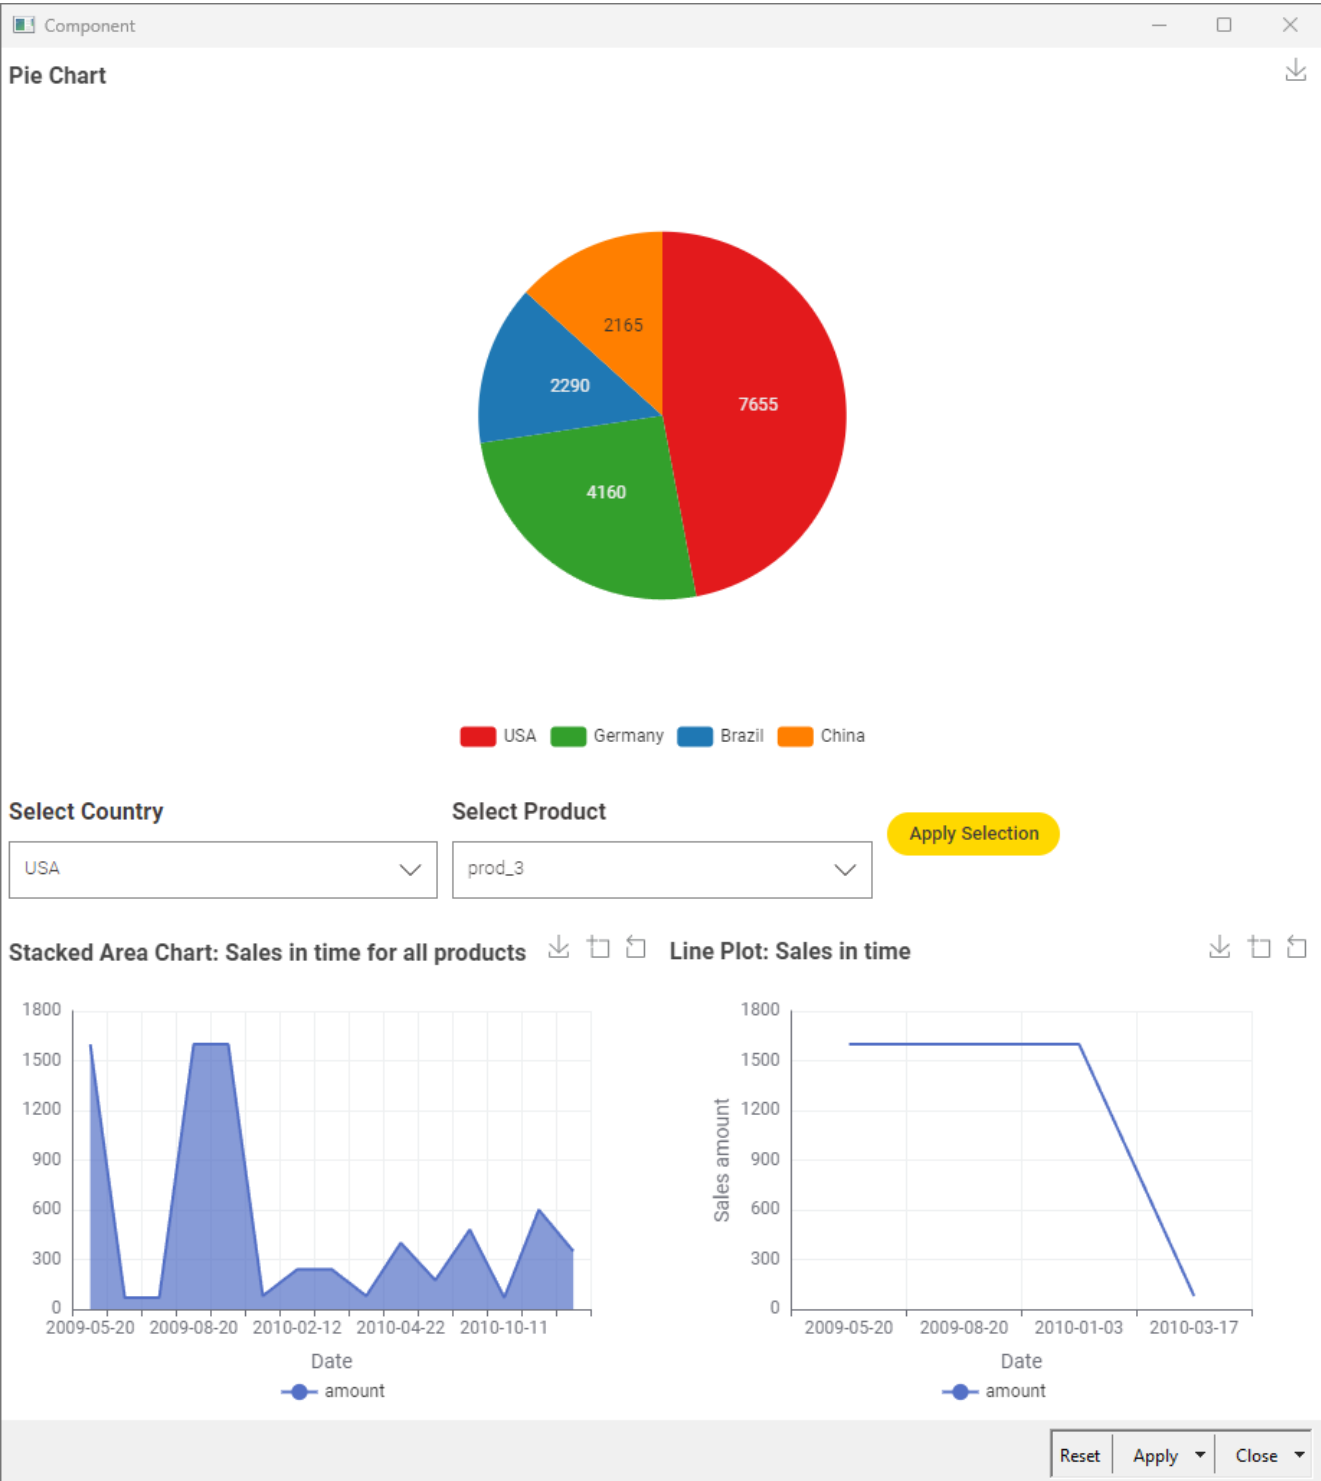 Component
Pie Chart
2165
2290
7655
4160
USA Germany Brazil China
Select Country
Select Product
Apply Selection
USA
prod_3
Stacked Area Chart: Sales in time for all products
1800
1500
1200
900
600
300
0
2009-05-20 2009-08-20 2010-02-12 2010-04-22 2010-10-11
Date
amount
Line Plot: Sales in time
Sales amount
1800
1500
1200
900
600
300
0
2009-05-20 2009-08-20 2010-01-03 2010-03-17
Date
amount
Reset Apply Close